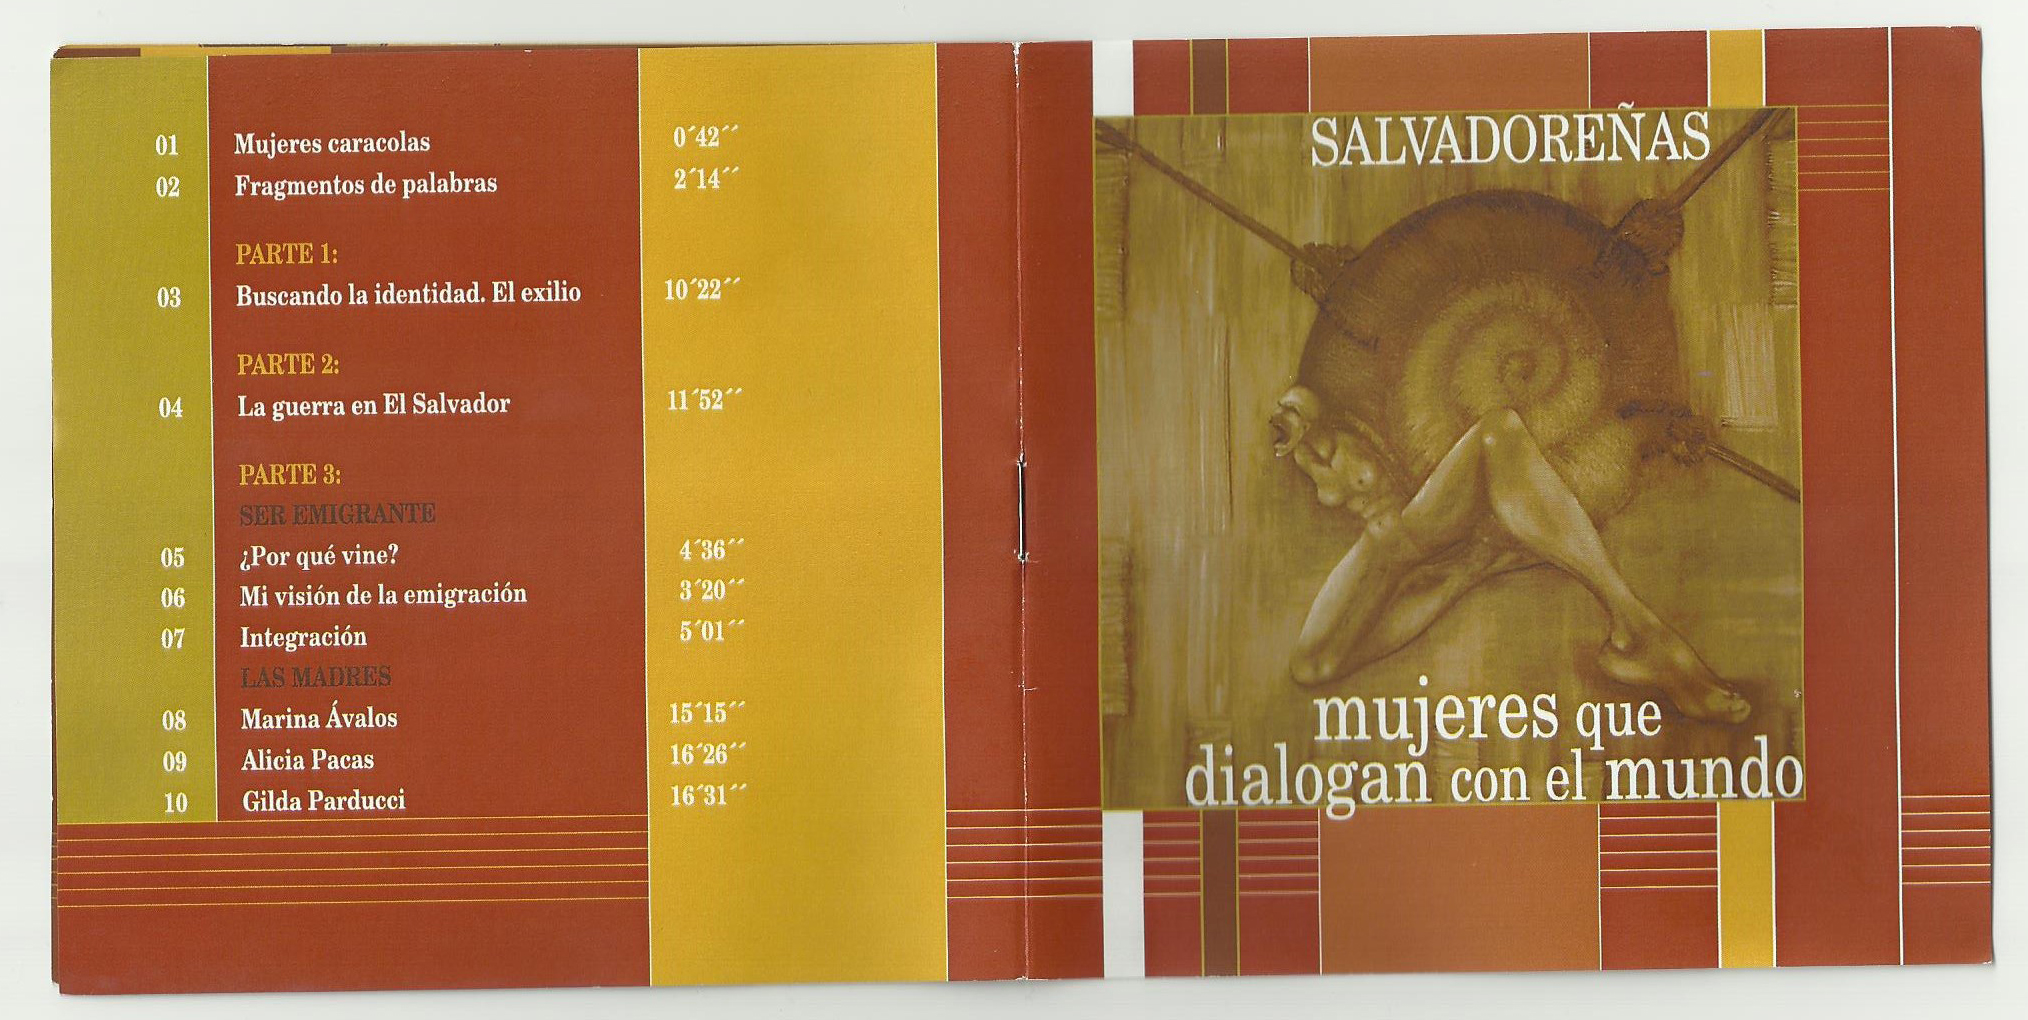 01 Mujeres caracolas 0´42´´
02 Fragmentos de palabras 2´14´´
PARTE 1:
03 Buscando la identidad. El exilio 10´22´´
PARTE 2:
04 La guerra en El Salvador 11´52´´
PARTE 3:
SER EMIGRANTE
05 ¿Por qué vine? 4´36´´
06 Mi visión de la emigración 3´20´´
07 Integración 5´01´´
LAS MADRES
08 Marina Ávalos 15´15´´
09 Alicia Pacas 16´26´´
10 Gilda Parducci 16´31´´
SALVADOREÑAS
mujeres que
dialogan con el mundo